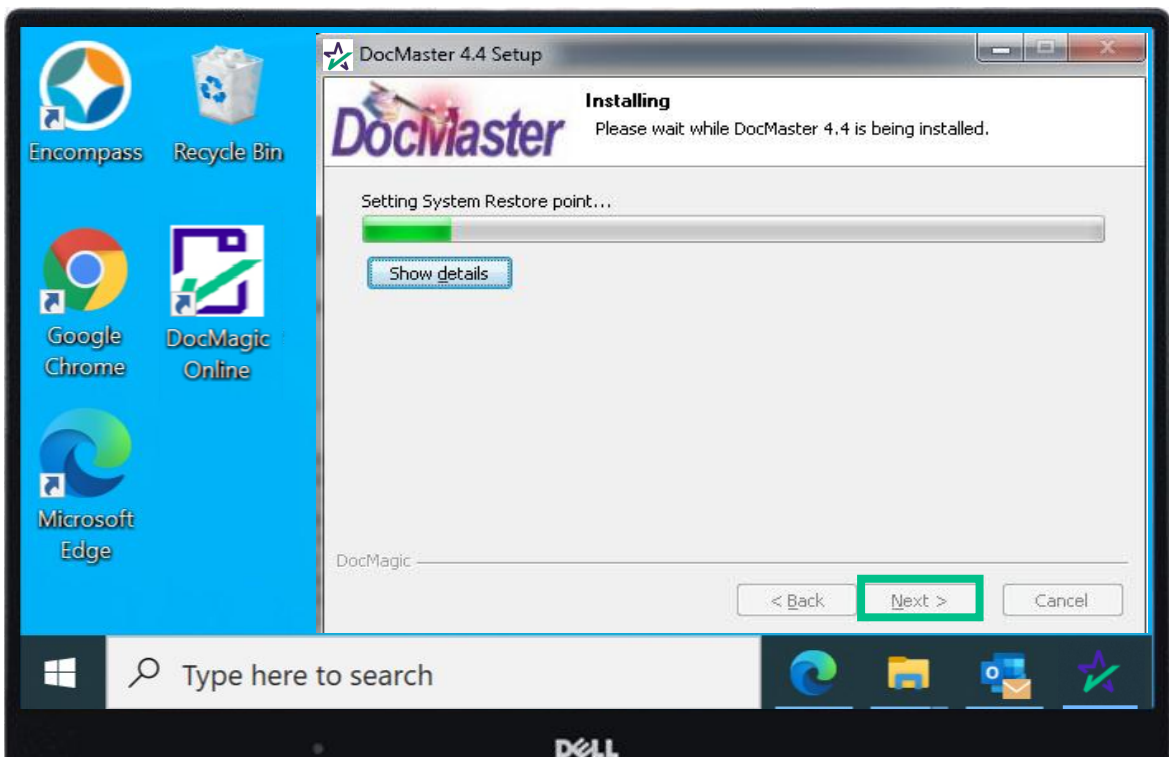 Encompass
Recycle Bin
Google
Chrome
DocMagic
Online
Microsoft
Edge
DocMaster 4.4 Setup
DocMaster
Installing
Please wait while DocMaster 4.4 is being installed.
Setting System Restore point...
Show details
DocMagic
< Back
Next >
Cancel
Type here to search
DELL